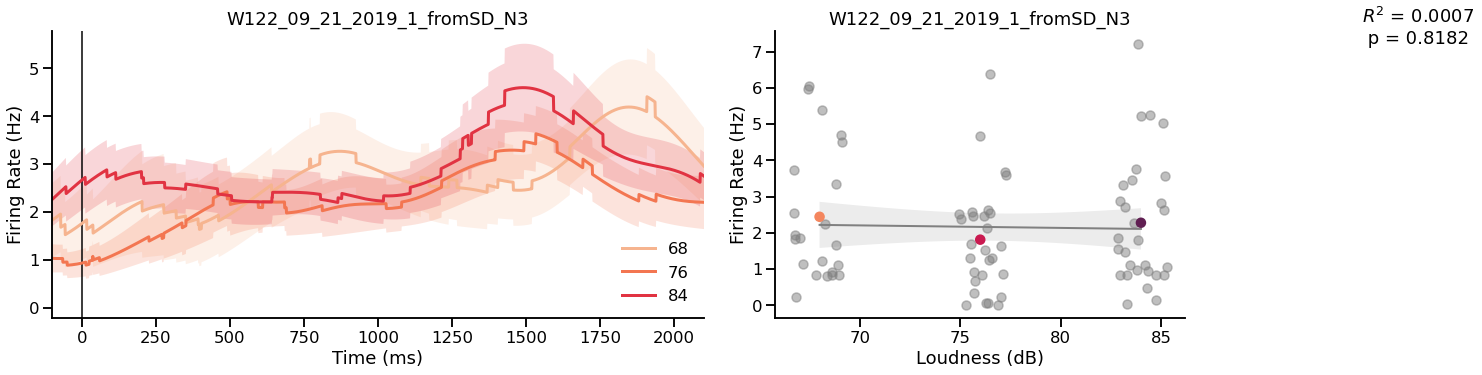 W122_09_21_2019_1_fromSD_N3
Firing Rate (Hz)
5
4
3
2
1
0
0 250 500 750 1000 1250 1500 1750 2000
Time (ms)
68
76
84
W122_09_21_2019_1_fromSD_N3
Firing Rate (Hz)
7
6
5
4
3
2
1
0
70 75 80 85
Loudness (dB)
R² = 0.0007
p = 0.8182